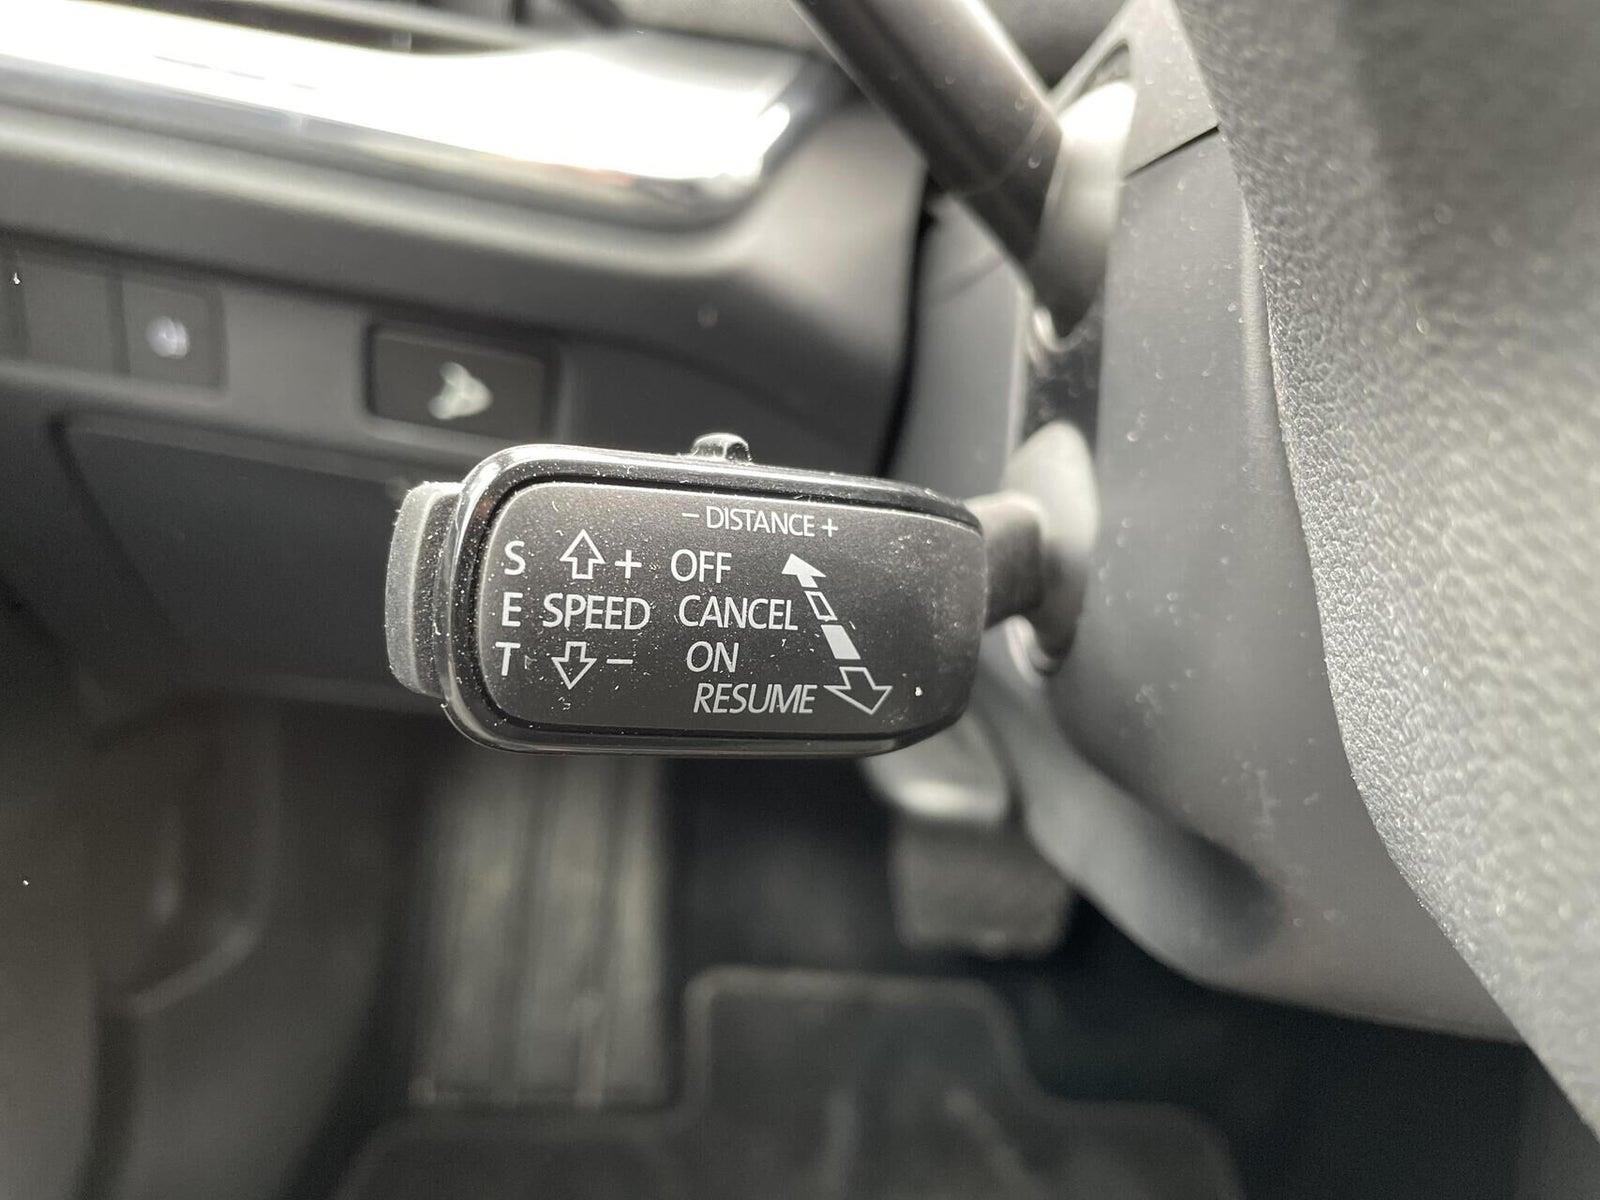 − DISTANCE +
S + OFF
E SPEED CANCEL
T − ON
RESUME